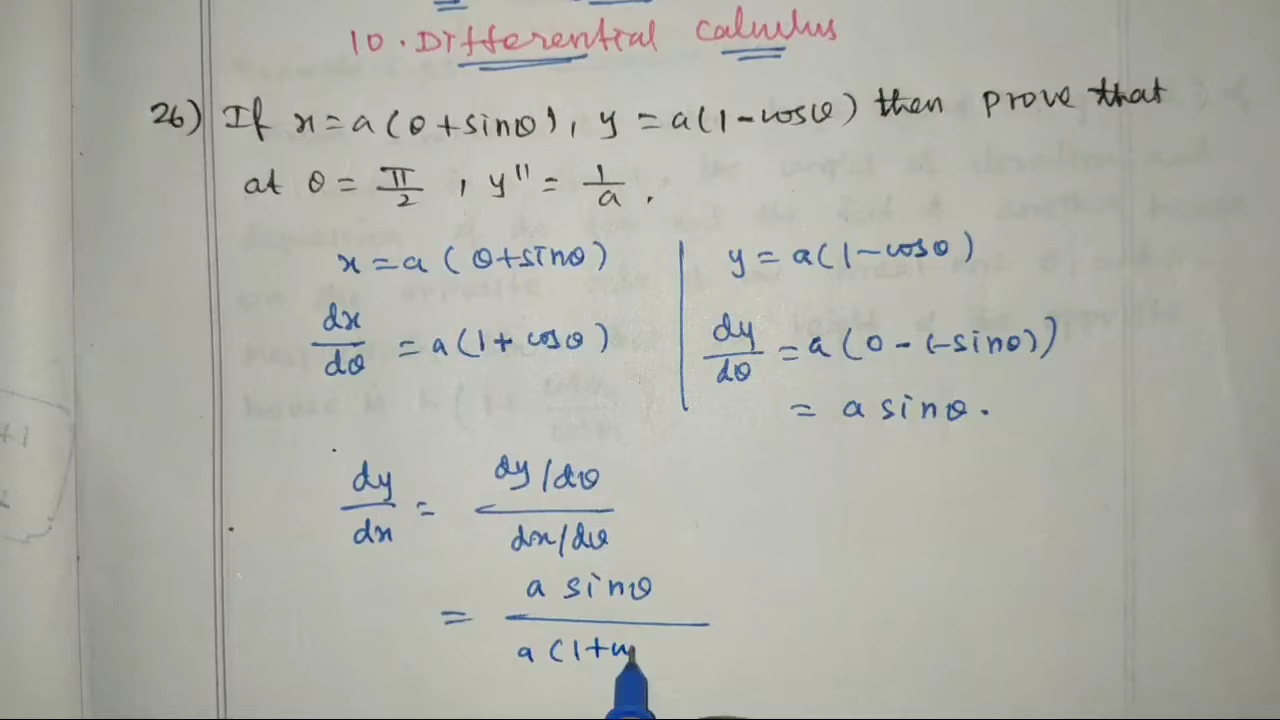 10. Differential Calculus
26) If x = a(θ + sinθ), y = a(1 - cosθ) then prove that
at θ = π/2, y'' = 1/a.
x = a(θ + sinθ)
dx/dθ = a(1 + cosθ)
y = a(1 - cosθ)
dy/dθ = a(0 - (-sinθ))
= a sinθ.
dy/dx = dy/dθ / dx/dθ
= a sinθ / a(1+